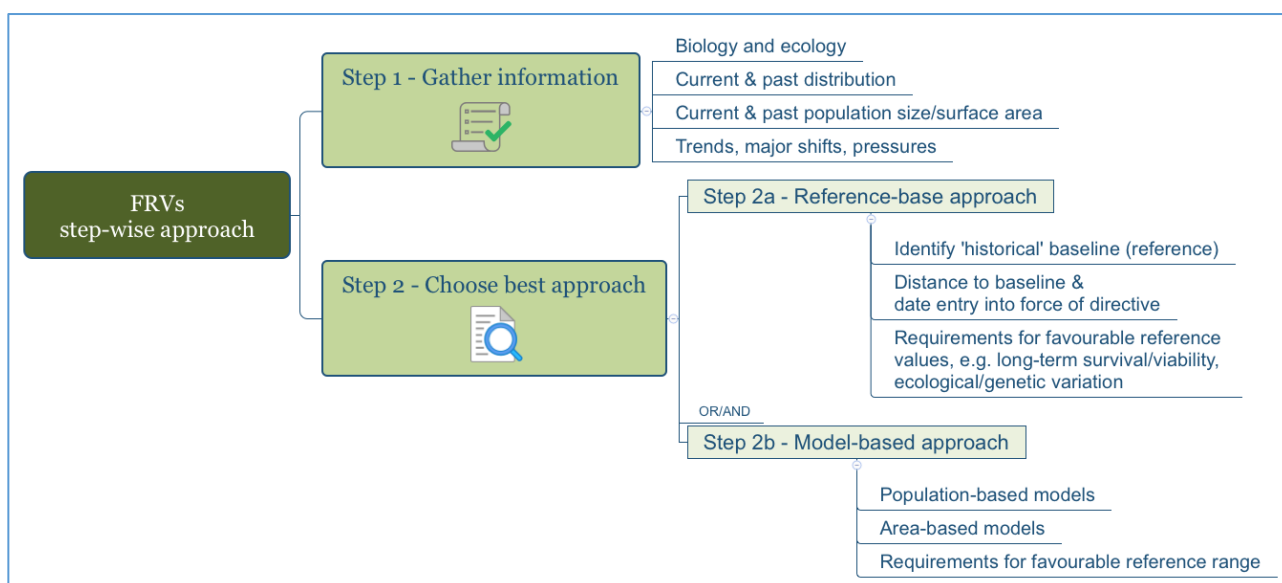 FRVs
step-wise approach
Step 1 - Gather information
Biology and ecology
Current & past distribution
Current & past population size/surface area
Trends, major shifts, pressures
Step 2 - Choose best approach
Step 2a - Reference-base approach
Identify 'historical' baseline (reference)
Distance to baseline &
date entry into force of directive
Requirements for favourable reference
values, e.g. long-term survival/viability,
ecological/genetic variation
OR/AND
Step 2b - Model-based approach
Population-based models
Area-based models
Requirements for favourable reference range